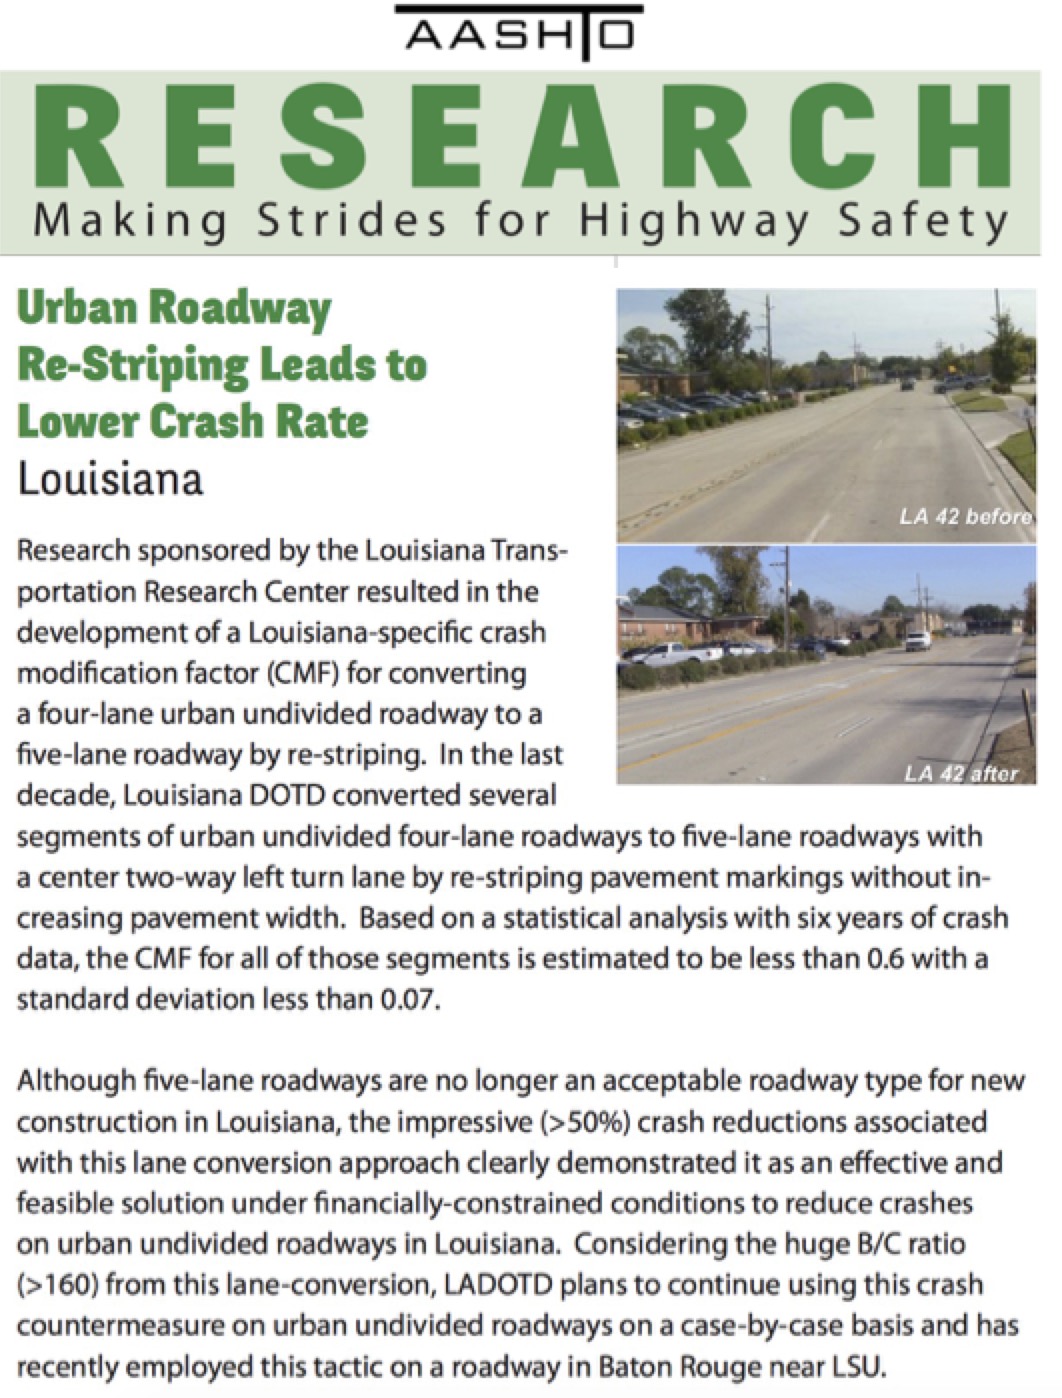 AASHTO
RESEARCH
Making Strides for Highway Safety
Urban Roadway
Re-Striping Leads to
Lower Crash Rate
Louisiana
LA 42 before
LA 42 after
Research sponsored by the Louisiana Trans-
portation Research Center resulted in the
development of a Louisiana-specific crash
modification factor (CMF) for converting
a four-lane urban undivided roadway to a
five-lane roadway by re-striping. In the last
decade, Louisiana DOTD converted several
segments of urban undivided four-lane roadways to five-lane roadways with
a center two-way left turn lane by re-striping pavement markings without in-
creasing pavement width. Based on a statistical analysis with six years of crash
data, the CMF for all of those segments is estimated to be less than 0.6 with a
standard deviation less than 0.07.
Although five-lane roadways are no longer an acceptable roadway type for new
construction in Louisiana, the impressive (>50%) crash reductions associated
with this lane conversion approach clearly demonstrated it as an effective and
feasible solution under financially-constrained conditions to reduce crashes
on urban undivided roadways in Louisiana. Considering the huge B/C ratio
(>160) from this lane-conversion, LADOTD plans to continue using this crash
countermeasure on urban undivided roadways on a case-by-case basis and has
recently employed this tactic on a roadway in Baton Rouge near LSU.